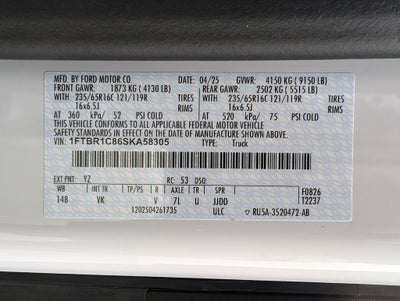 MFD. BY FORD MOTOR CO. 04/25 GVWR: 4150 KG ( 9150 LB)
FRONT GAWR: 1873 KG ( 4130 LB) REAR GAWR: 2502 KG ( 5515 LB)
235/65R16C 121/119R TIRES 235/65R16C 121/119R TIRES
16x6.5J RIMS 16x6.5J RIMS
AT 360 kPa/ 52 PSI COLD AT 520 kPa/ 75 PSI COLD
THIS VEHICLE CONFORMS TO ALL APPLICABLE FEDERAL MOTOR VEHICLE
SAFETY STANDARDS IN EFFECT ON THE DATE OF MANUFACTURE SHOWN ABOVE.
VIN: 1FTBR1C86SKA58305 TYPE: Truck
EXT PNT: YZ RC: 53 DSO: F0826
WB INT TR TP/PS R AXLE TR SPR T2237
148 VK V 7L U JJDD
1202504261735 ULC ▽ RU5A-3520472-AB